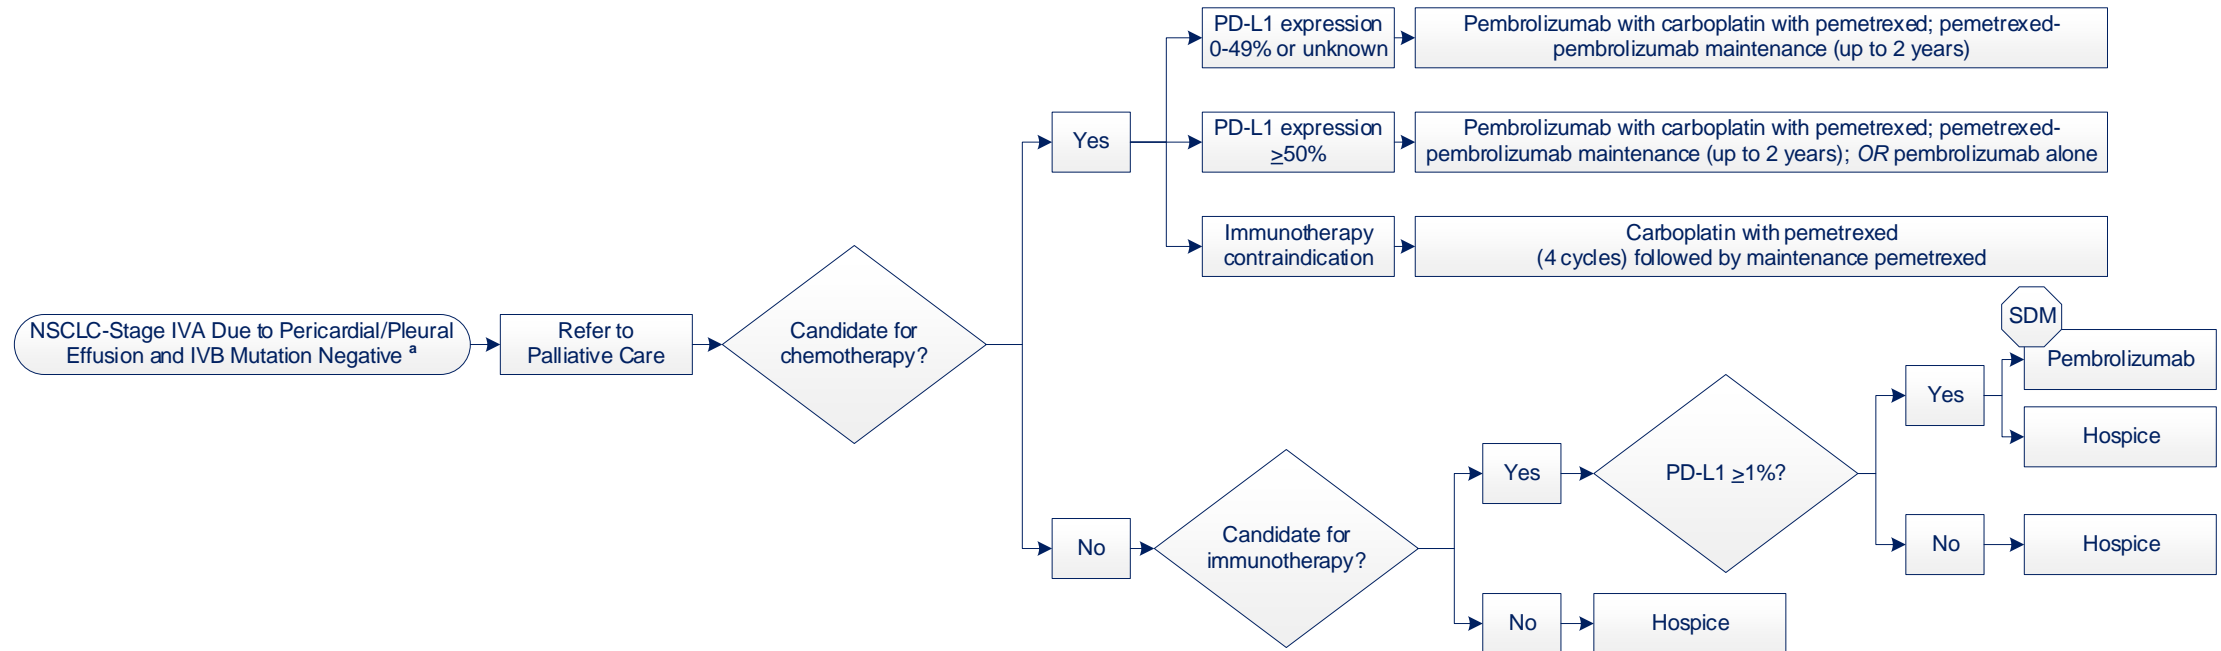 PD-L1 expression
0-49% or unknown
Pembrolizumab with carboplatin with pemetrexed; pemetrexed-
pembrolizumab maintenance (up to 2 years)
Yes
PD-L1 expression
≥50%
Pembrolizumab with carboplatin with pemetrexed; pemetrexed-
pembrolizumab maintenance (up to 2 years); OR pembrolizumab alone
Immunotherapy
contraindication
Carboplatin with pemetrexed
(4 cycles) followed by maintenance pemetrexed
NSCLC-Stage IVA Due to Pericardial/Pleural
Effusion and IVB Mutation Negative a
Refer to
Palliative Care
Candidate for
chemotherapy?
SDM
Pembrolizumab
Yes
Hospice
Yes
PD-L1 ≥1%?
No
Candidate for
immunotherapy?
No
Hospice
No
Hospice